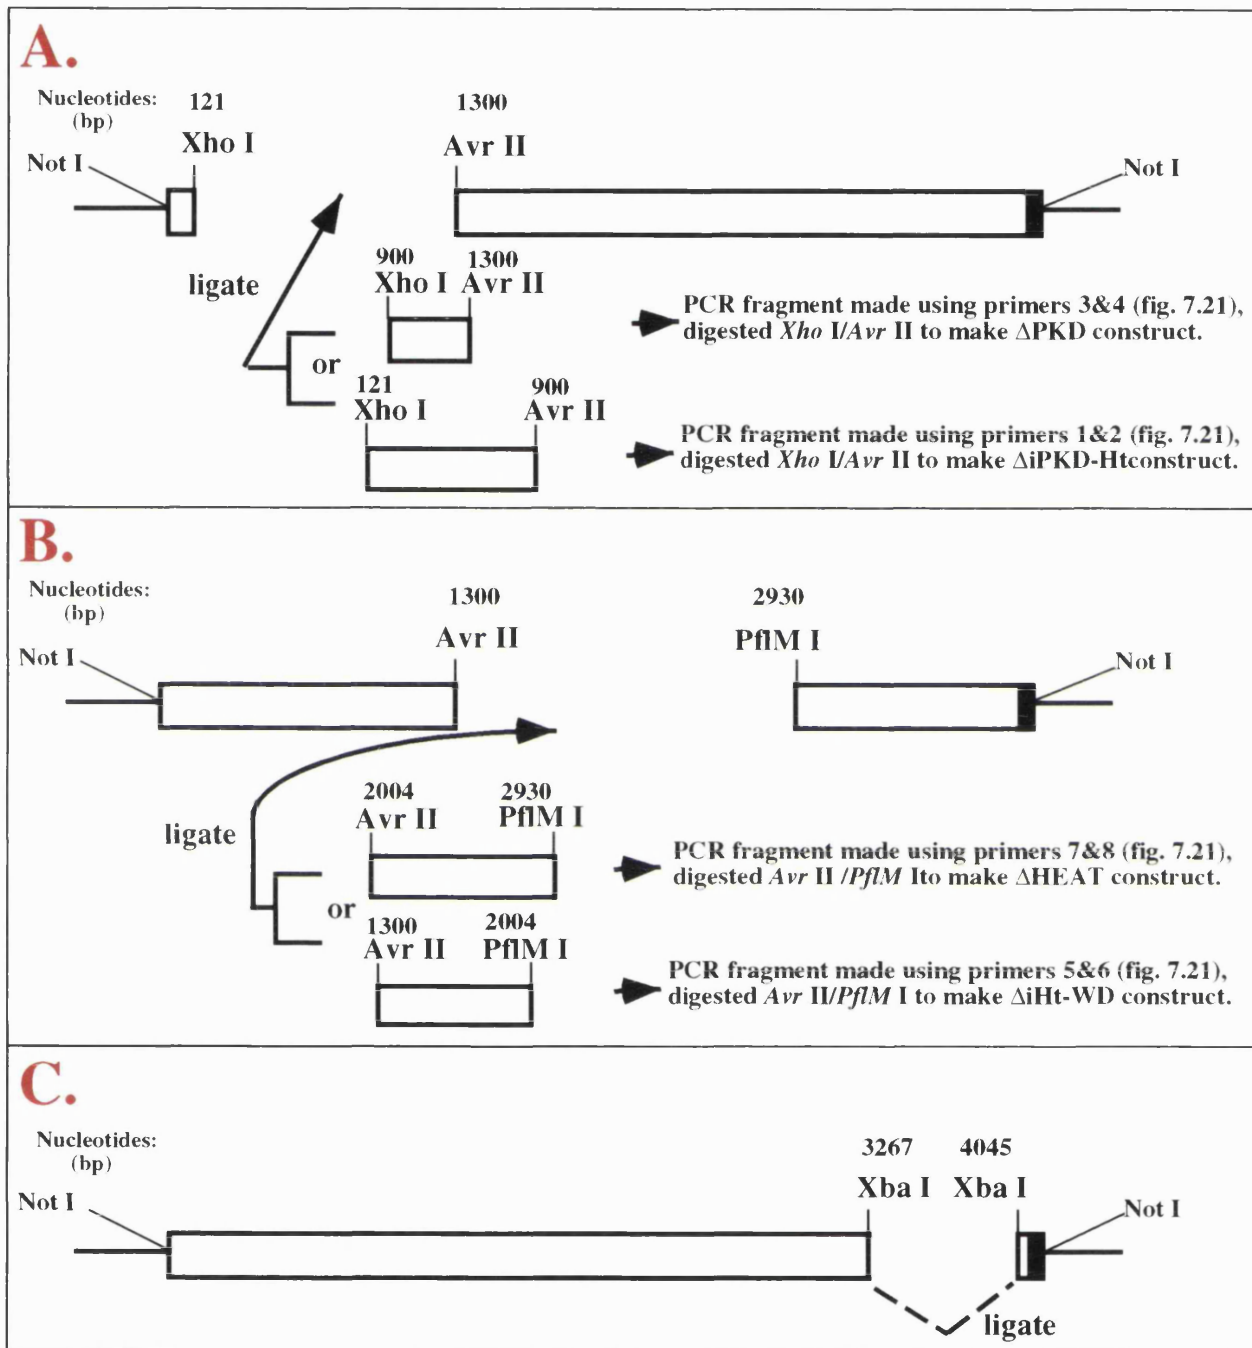 A.
Nucleotides:
(bp)
121
1300
Xho I
Avr II
Not I
Not I
ligate
900
1300
Xho I
Avr II
or
PCR fragment made using primers 3&4 (fig. 7.21),
digested Xho I/Avr II to make ΔPKD construct.
121
900
Xho I
Avr II
PCR fragment made using primers 1&2 (fig. 7.21),
digested Xho I/Avr II to make ΔiPKD-Htconstruct.
B.
Nucleotides:
(bp)
1300
2930
Avr II
PflM I
Not I
Not I
ligate
2004
2930
Avr II
PflM I
or
PCR fragment made using primers 7&8 (fig. 7.21),
digested Avr II /PflM Ito make ΔHEAT construct.
1300
2004
Avr II
PflM I
PCR fragment made using primers 5&6 (fig. 7.21),
digested Avr II/PflM I to make ΔiHt-WD construct.
C.
Nucleotides:
(bp)
3267
4045
Xba I
Xba I
Not I
Not I
ligate